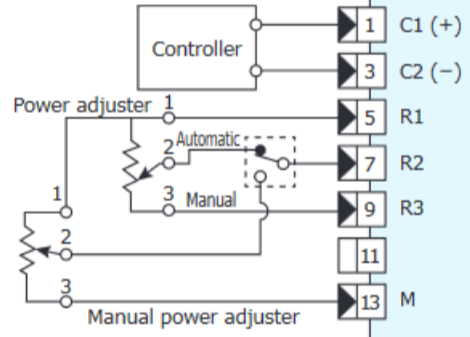 Controller
1 C1 (+)
3 C2 (−)
Power adjuster 1
5 R1
2 Automatic
7 R2
3 Manual
9 R3
1
2
11
3
13 M
Manual power adjuster